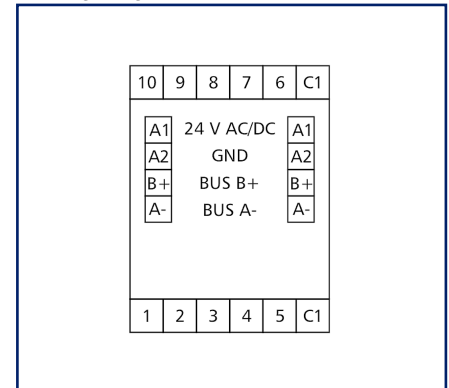 10 9 8 7 6 C1
A1 24 V AC/DC A1
A2 GND A2
B+ BUS B+ B+
A- BUS A- A-
1 2 3 4 5 C1